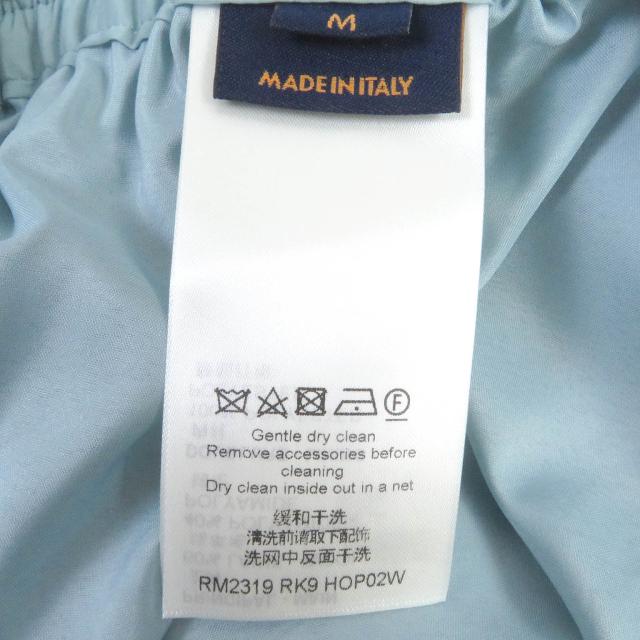 M
MADE IN ITALY
F
Gentle dry clean
Remove accessories before
cleaning
Dry clean inside out in a net
缓和干洗
清洗前请取下配饰
洗网中反面干洗
RM2319 RK9 HOP02W